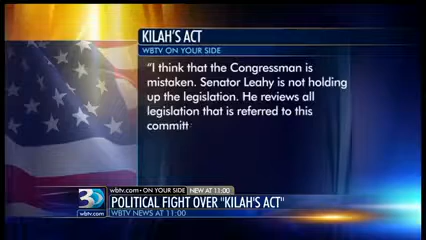 KILAH'S ACT
WBTV ON YOUR SIDE
"I think that the Congressman is
mistaken. Senator Leahy is not holding
up the legislation. He reviews all
legislation that is referred to this
committ
3
wbtv.com
wbtv.com • ON YOUR SIDE NEW AT 11:00
POLITICAL FIGHT OVER "KILAH'S ACT"
WBTV NEWS AT 11:00